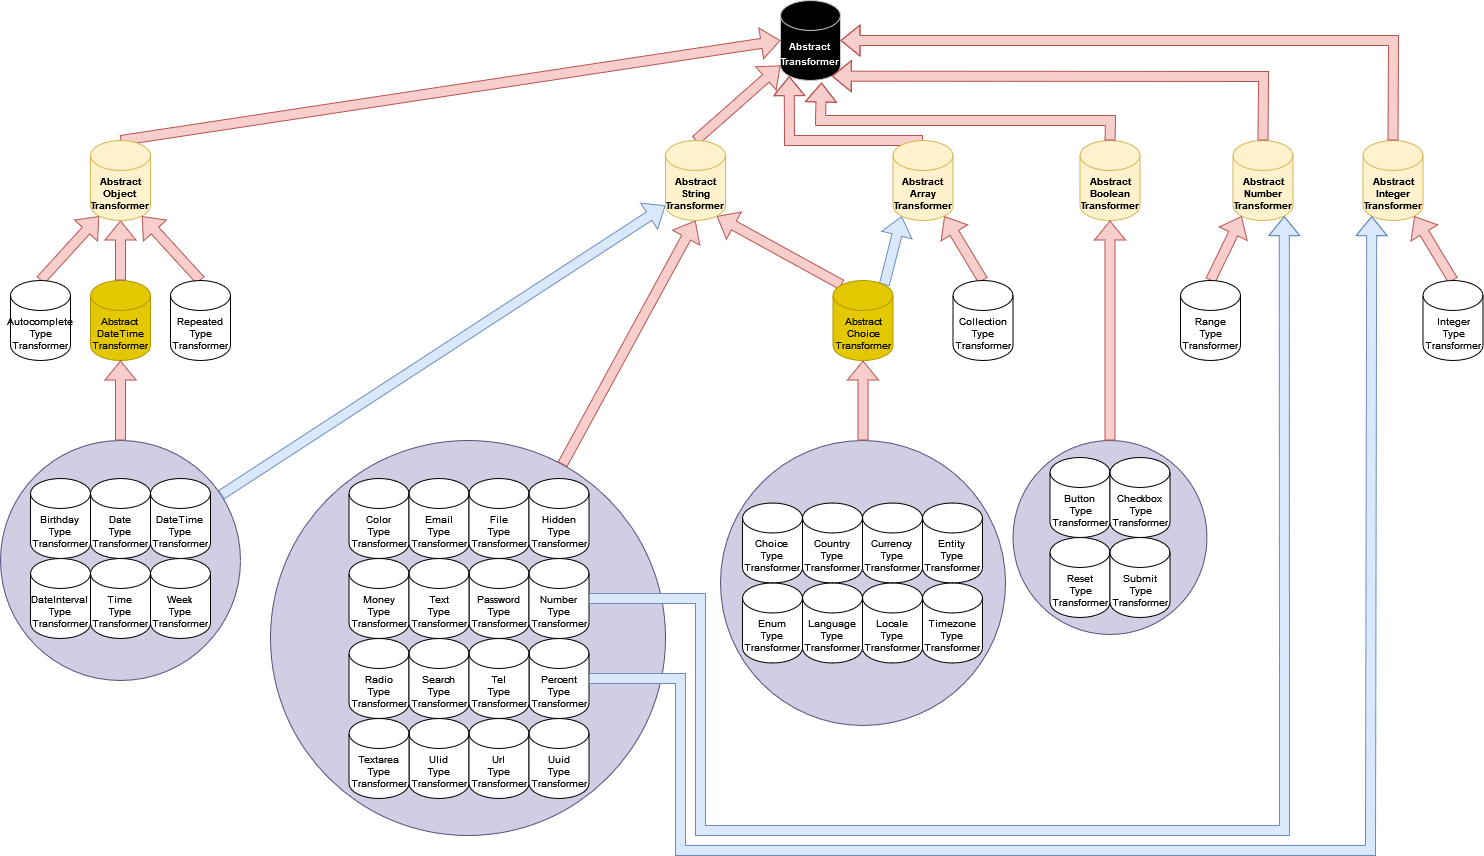 Abstract
Transformer
Abstract
Object
Transformer
Abstract
String
Transformer
Abstract
Array
Transformer
Abstract
Boolean
Transformer
Abstract
Number
Transformer
Abstract
Integer
Transformer
Autocomplete
Type
Transformer
Abstract
DateTime
Transformer
Repeated
Type
Transformer
Abstract
Choice
Transformer
Collection
Type
Transformer
Range
Type
Transformer
Integer
Type
Transformer
Birthday
Type
Transformer
Date
Type
Transformer
DateTime
Type
Transformer
DateInterval
Type
Transformer
Time
Type
Transformer
Week
Type
Transformer
Color
Type
Transformer
Email
Type
Transformer
File
Type
Transformer
Hidden
Type
Transformer
Money
Type
Transformer
Text
Type
Transformer
Password
Type
Transformer
Number
Type
Transformer
Radio
Type
Transformer
Search
Type
Transformer
Tel
Type
Transformer
Percent
Type
Transformer
Textarea
Type
Transformer
Ulid
Type
Transformer
Url
Type
Transformer
Uuid
Type
Transformer
Choice
Type
Transformer
Country
Type
Transformer
Currency
Type
Transformer
Entity
Type
Transformer
Enum
Type
Transformer
Language
Type
Transformer
Locale
Type
Transformer
Timezone
Type
Transformer
Button
Type
Transformer
Checkbox
Type
Transformer
Reset
Type
Transformer
Submit
Type
Transformer